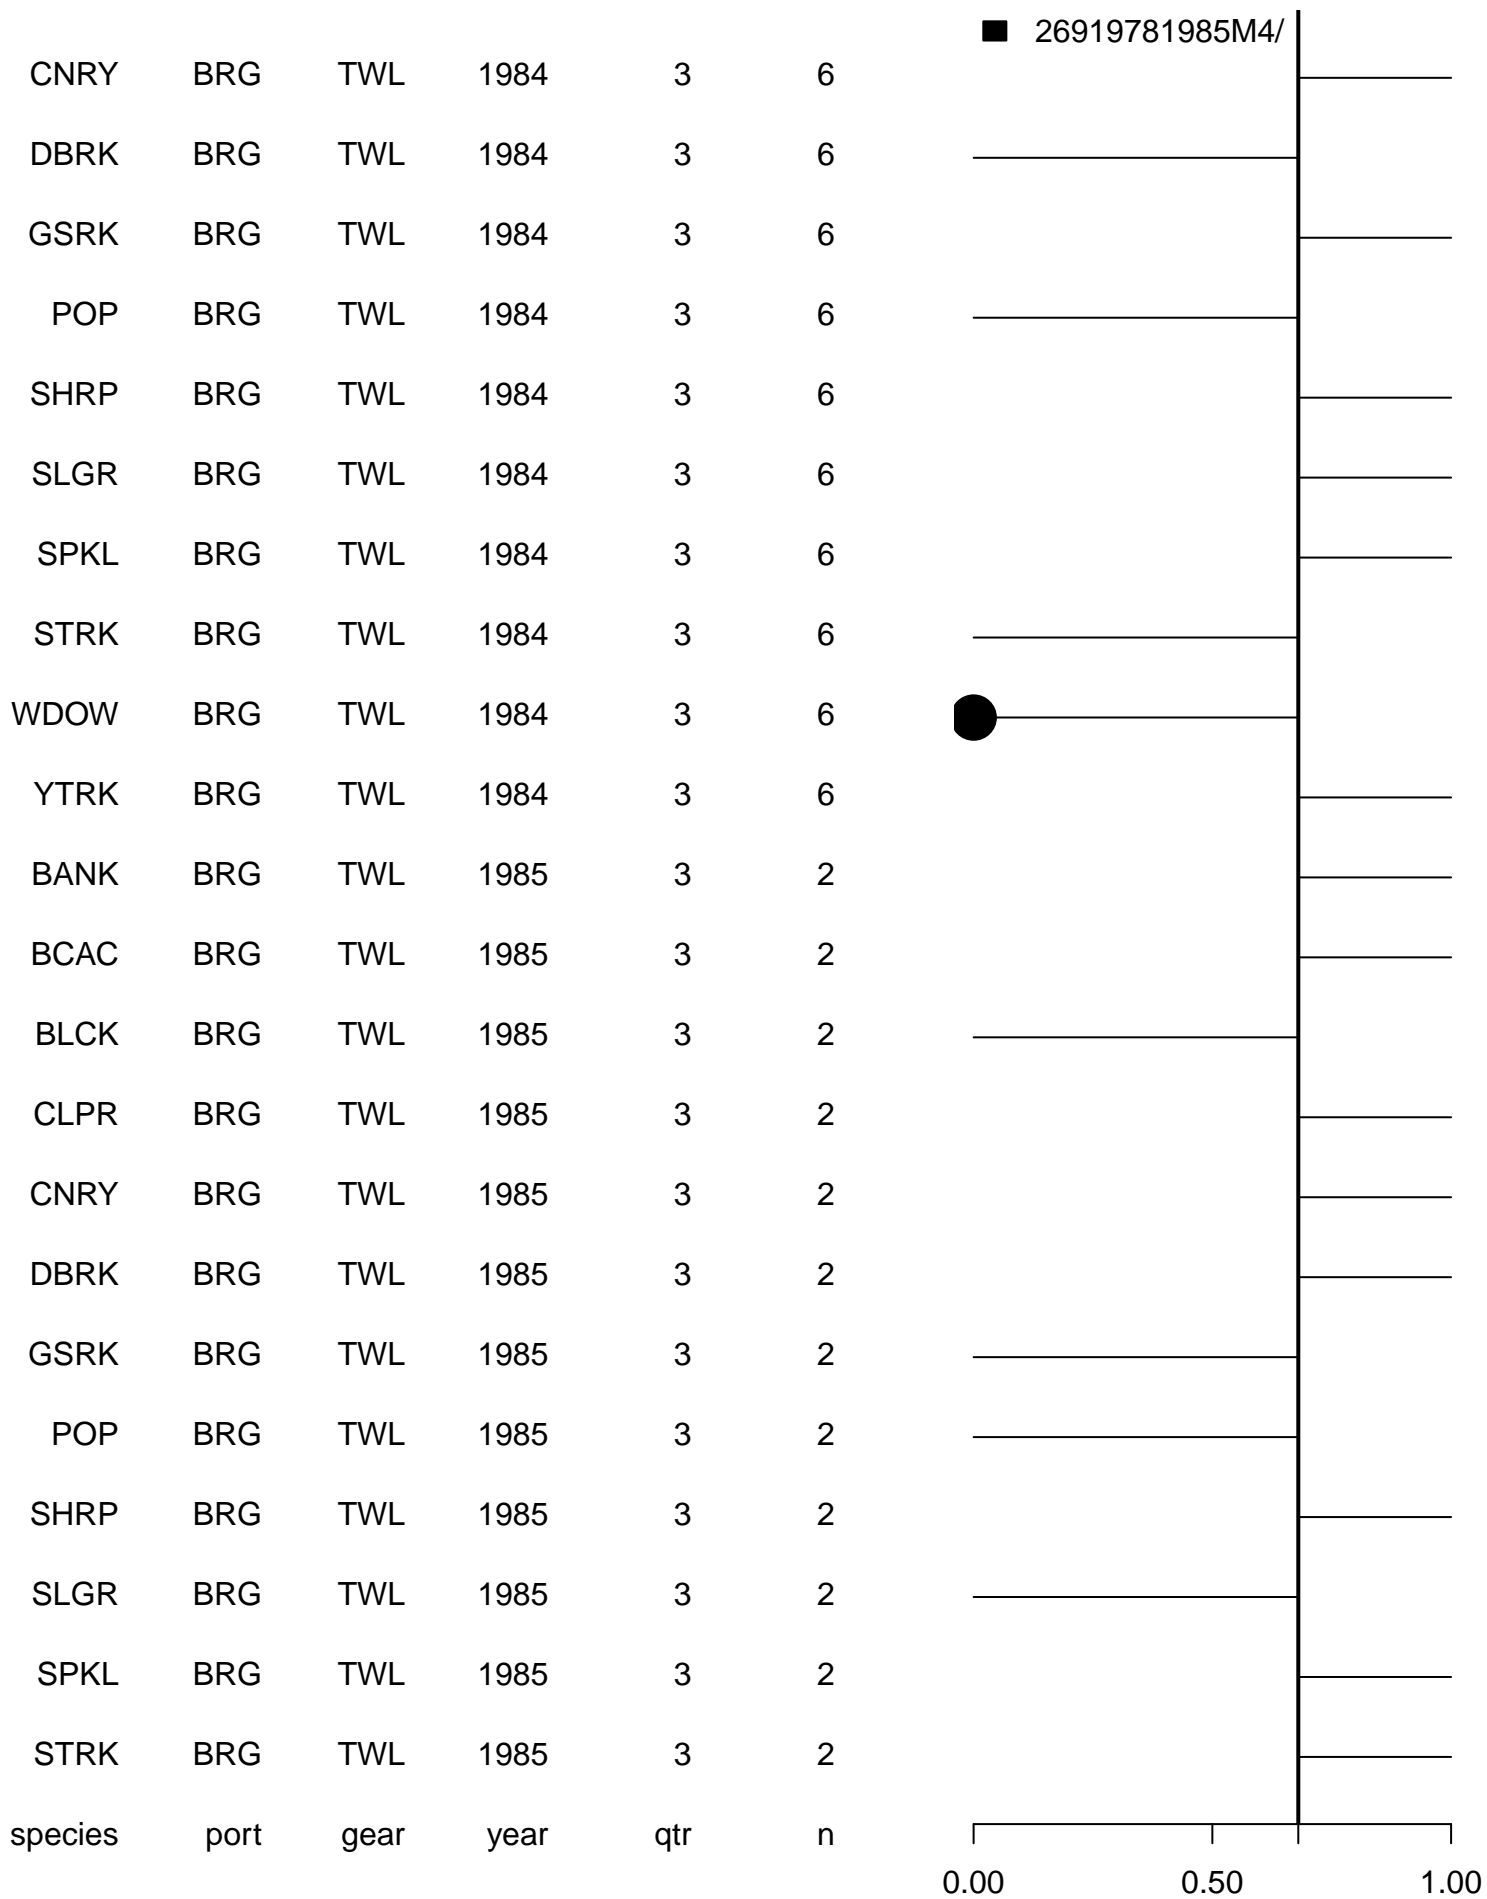 26919781985M4/
CNRY BRG TWL 1984 3 6
DBRK BRG TWL 1984 3 6
GSRK BRG TWL 1984 3 6
POP BRG TWL 1984 3 6
SHRP BRG TWL 1984 3 6
SLGR BRG TWL 1984 3 6
SPKL BRG TWL 1984 3 6
STRK BRG TWL 1984 3 6
WDOW BRG TWL 1984 3 6
YTRK BRG TWL 1984 3 6
BANK BRG TWL 1985 3 2
BCAC BRG TWL 1985 3 2
BLCK BRG TWL 1985 3 2
CLPR BRG TWL 1985 3 2
CNRY BRG TWL 1985 3 2
DBRK BRG TWL 1985 3 2
GSRK BRG TWL 1985 3 2
POP BRG TWL 1985 3 2
SHRP BRG TWL 1985 3 2
SLGR BRG TWL 1985 3 2
SPKL BRG TWL 1985 3 2
STRK BRG TWL 1985 3 2
species port gear year qtr n
0.00 0.50 1.00